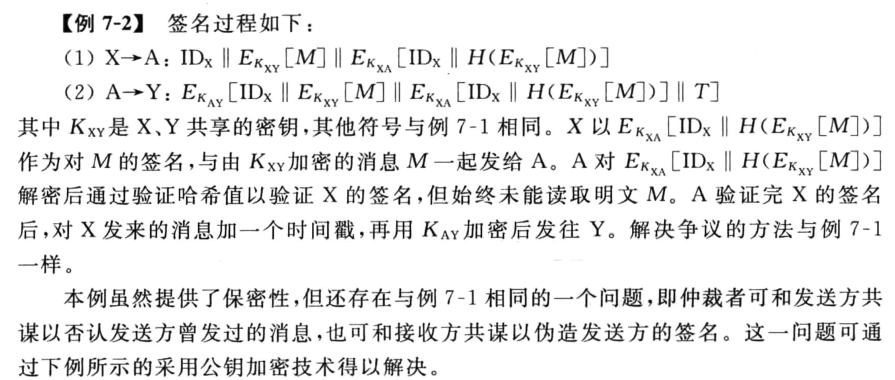 【例 7-2】 签名过程如下：
(1) X→A: ID_X ‖ E_{K_{XY}}[M] ‖ E_{K_{XA}}[ID_X ‖ H(E_{K_{XY}}[M])]
(2) A→Y: E_{K_{AY}}[ID_X ‖ E_{K_{XY}}[M] ‖ E_{K_{XA}}[ID_X ‖ H(E_{K_{XY}}[M])] ‖ T]
其中 K_{XY}是 X、Y 共享的密钥,其他符号与例 7-1 相同。X 以 E_{K_{XA}}[ID_X ‖ H(E_{K_{XY}}[M])]
作为对 M 的签名,与由 K_{XY}加密的消息 M 一起发给 A。A 对 E_{K_{XA}}[ID_X ‖ H(E_{K_{XY}}[M])]
解密后通过验证哈希值以验证 X 的签名,但始终未能读取明文 M。A 验证完 X 的签名
后,对 X 发来的消息加一个时间戳,再用 K_{AY}加密后发往 Y。解决争议的方法与例 7-1
一样。
本例虽然提供了保密性,但还存在与例 7-1 相同的一个问题,即仲裁者可和发送方共
谋以否认发送方曾发过的消息,也可和接收方共谋以伪造发送方的签名。这一问题可通
过下例所示的采用公钥加密技术得以解决。